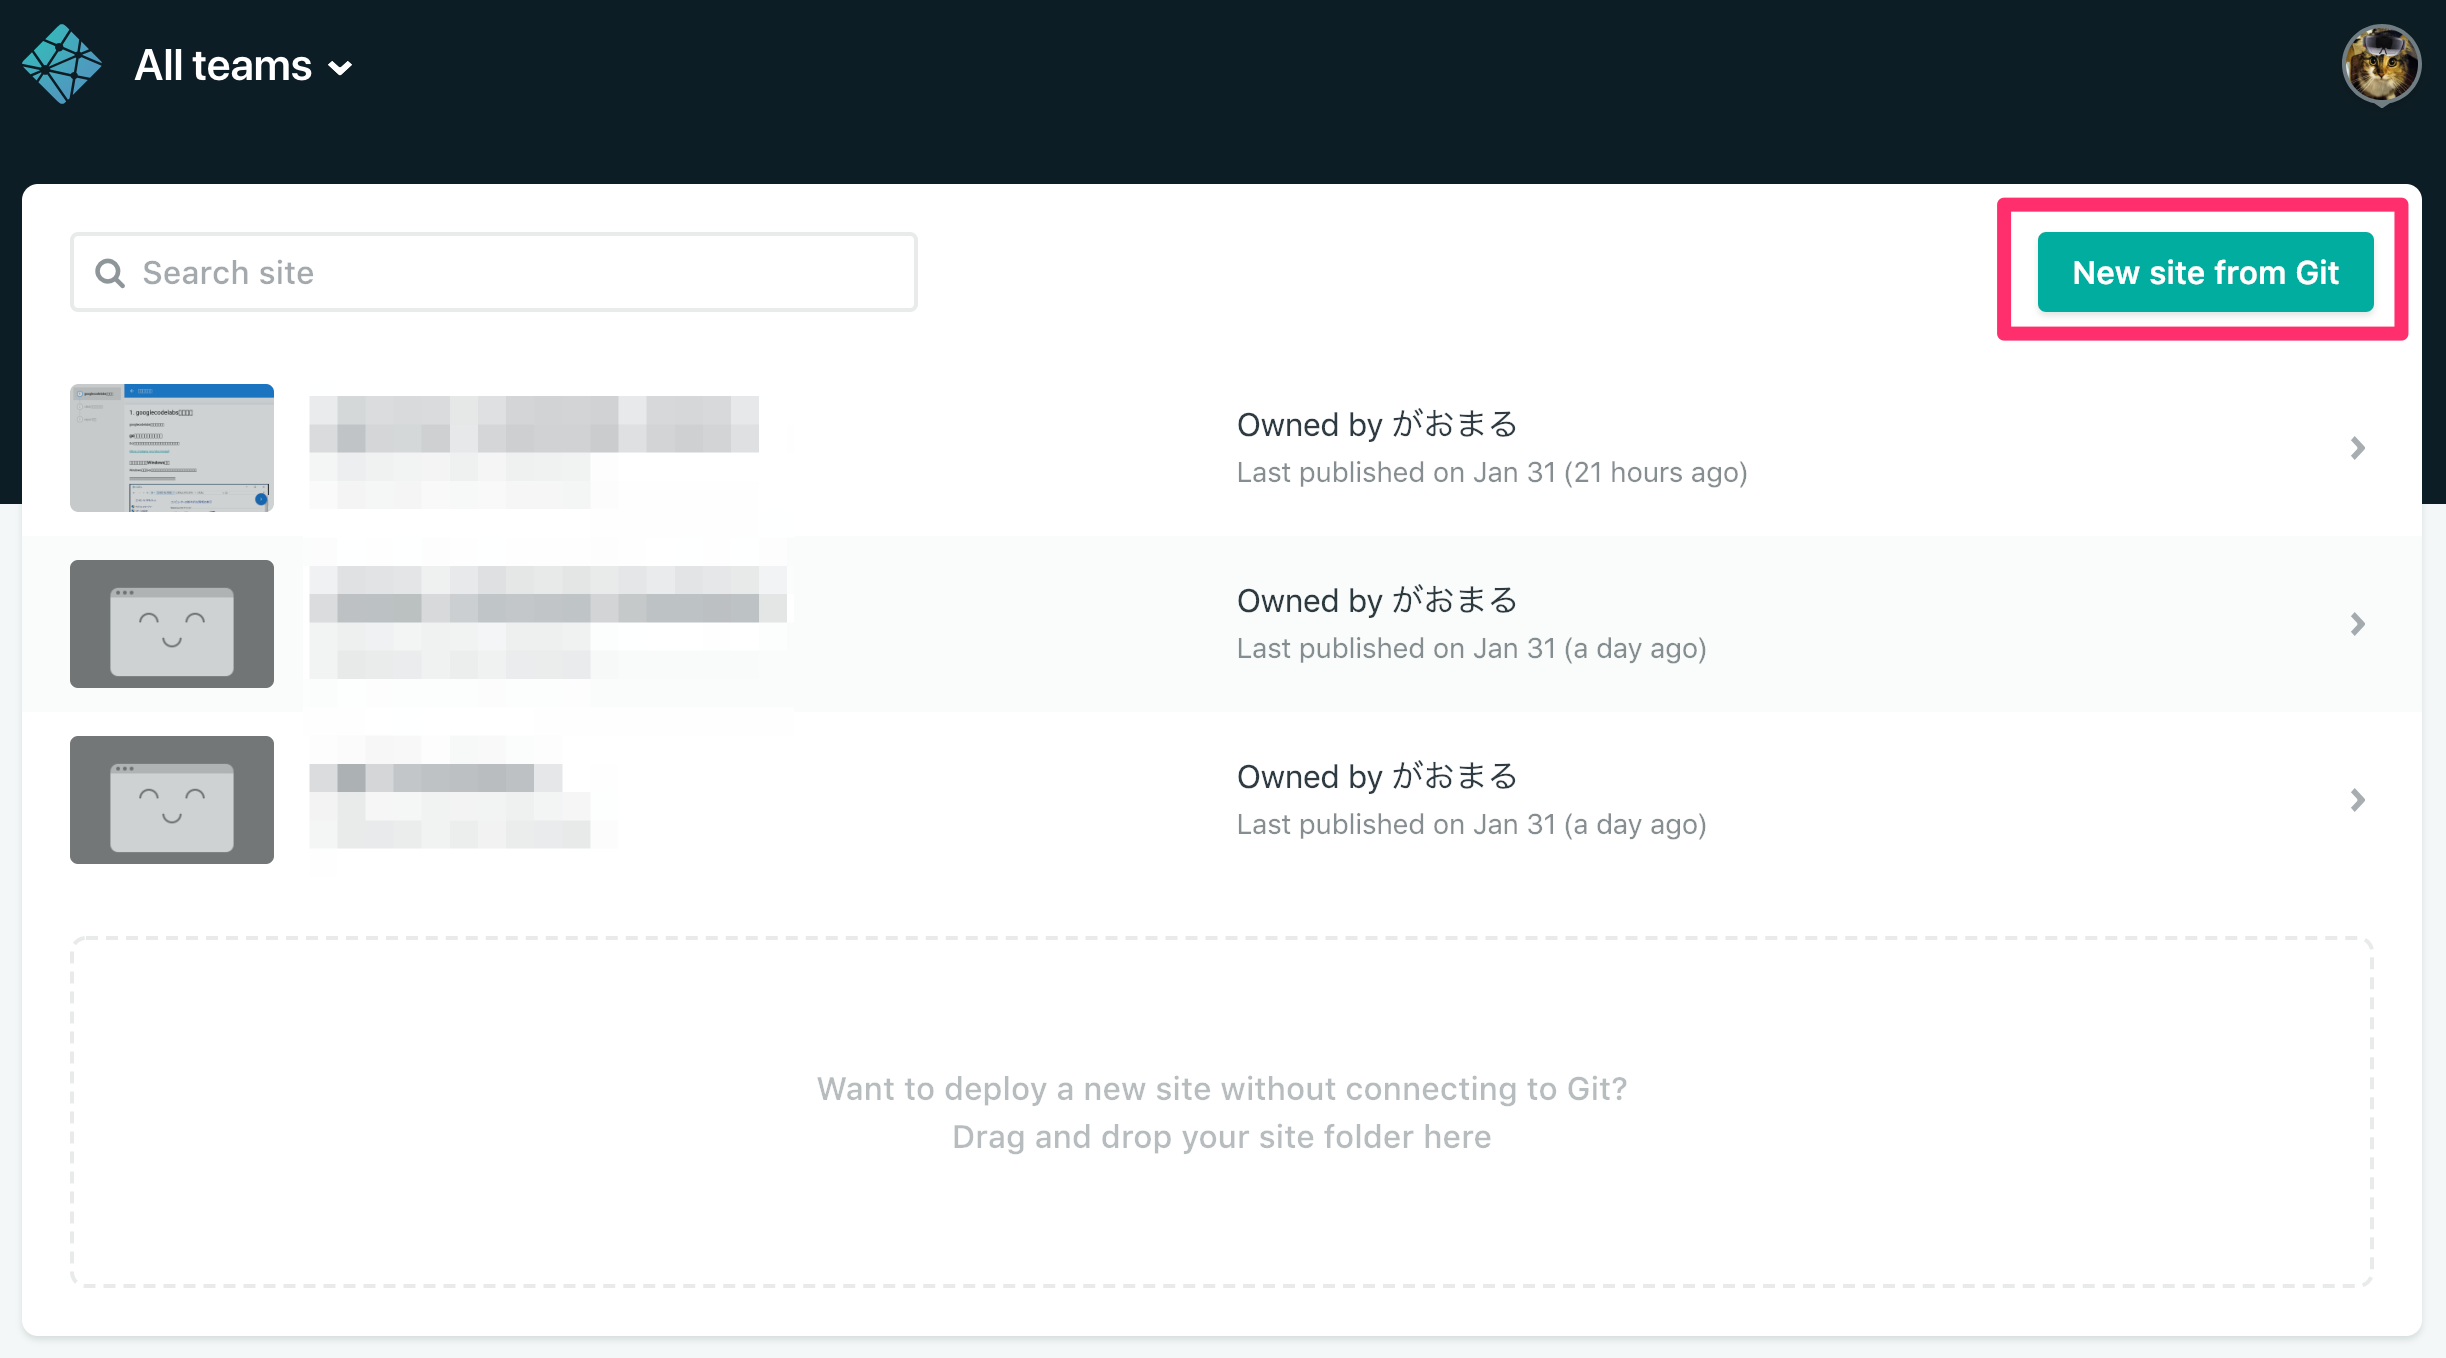 All teams
Search site
New site from Git
1. googlecodelabs
Owned by がおまる
Last published on Jan 31 (21 hours ago)
Owned by がおまる
Last published on Jan 31 (a day ago)
Owned by がおまる
Last published on Jan 31 (a day ago)
Want to deploy a new site without connecting to Git?
Drag and drop your site folder here